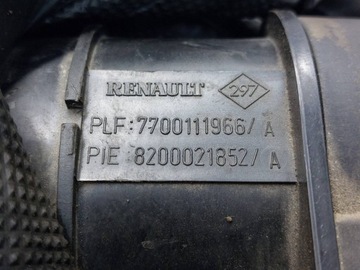 RENAULT 297
PLF:7700111966/A
PIE 8200021852/A